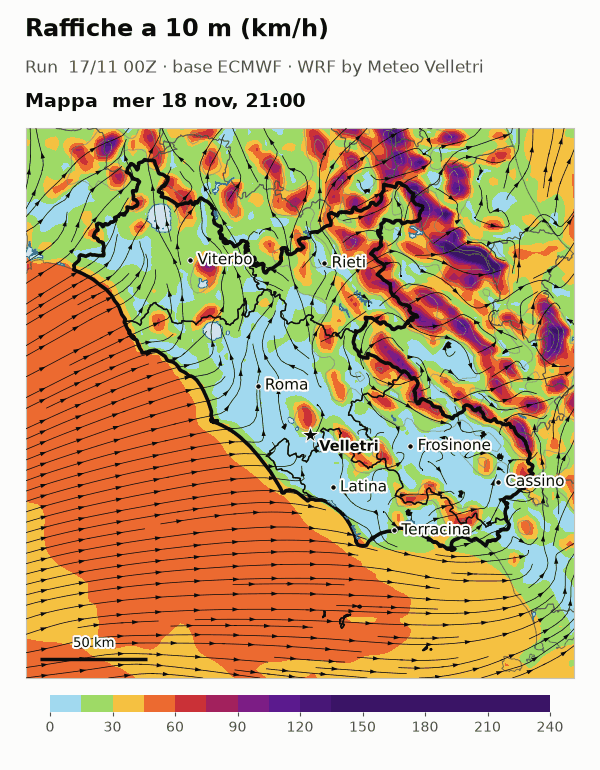 Raffiche a 10 m (km/h)
Run  17/11 00Z · base ECMWF · WRF by Meteo Velletri
Mappa  mer 18 nov, 21:00
Viterbo
Rieti
Roma
Velletri
Frosinone
Cassino
Latina
Terracina
50 km
0 30 60 90 120 150 180 210 240